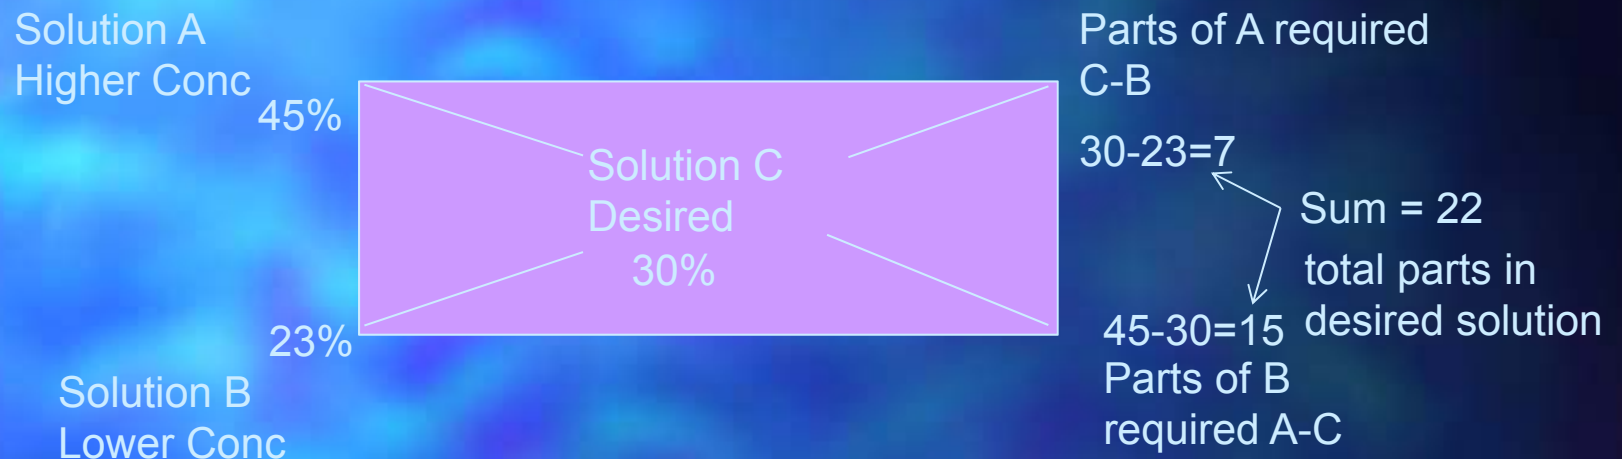 Solution A
Higher Conc
45%
Solution C
Desired
30%
23%
Solution B
Lower Conc
Parts of A required
C-B
30-23=7
Sum = 22
total parts in
desired solution
45-30=15
Parts of B
required A-C